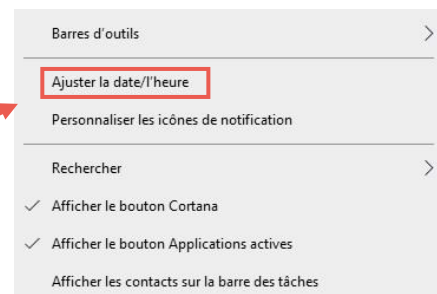 Barres d'outils
Ajuster la date/l'heure
Personnaliser les icônes de notification
Rechercher
Afficher le bouton Cortana
Afficher le bouton Applications actives
Afficher les contacts sur la barre des tâches